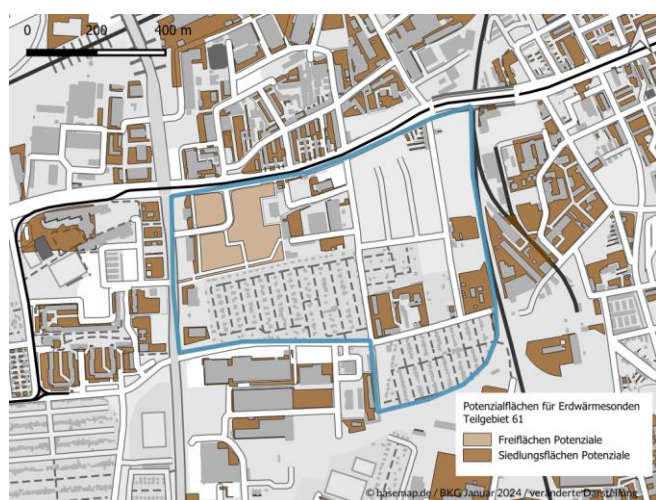 0 200 400 m
Potenzialflächen für Erdwärmesonden
Teilgebiet 61
Freiflächen Potenziale
Siedlungsflächen Potenziale
© basemap.de / BKG Januar 2024 / veränderte Darstellung